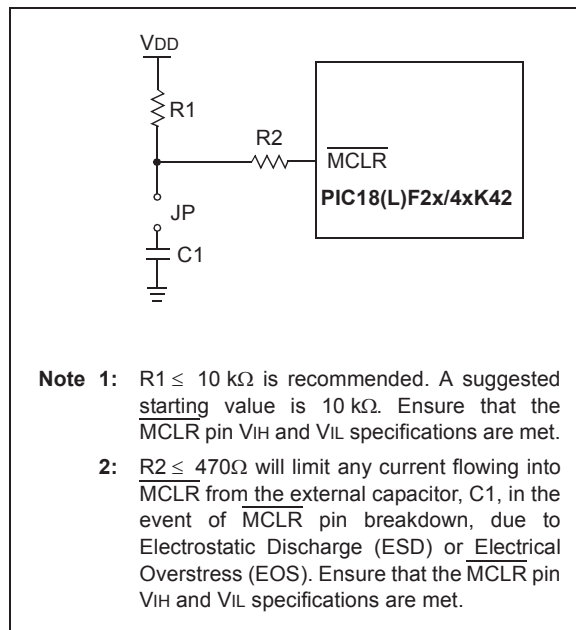 VDD
R1
R2
MCLR
PIC18(L)F2x/4xK42
JP
C1
Note 1: R1 ≤ 10 kΩ is recommended. A suggested
starting value is 10 kΩ. Ensure that the
MCLR pin VIH and VIL specifications are met.
2: R2 ≤ 470Ω will limit any current flowing into
MCLR from the external capacitor, C1, in the
event of MCLR pin breakdown, due to
Electrostatic Discharge (ESD) or Electrical
Overstress (EOS). Ensure that the MCLR pin
VIH and VIL specifications are met.